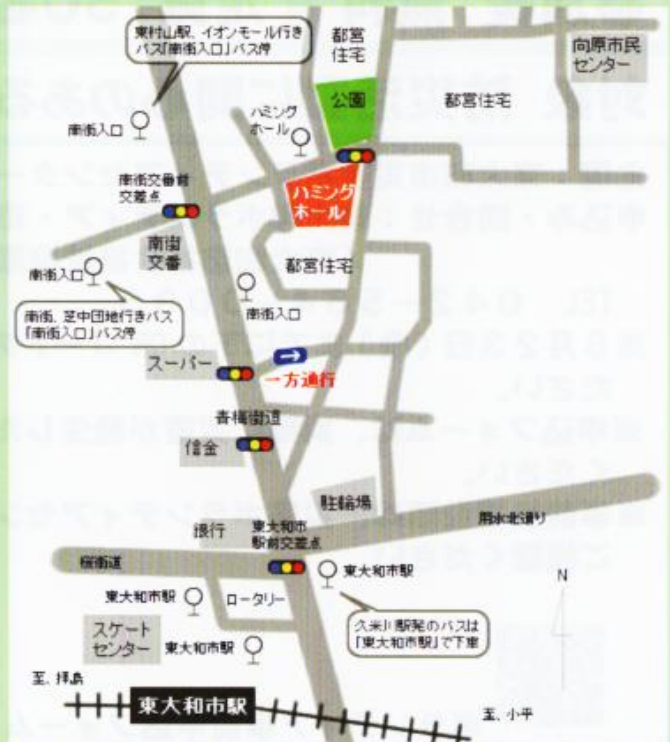 東村山駅、イオンモール行き
バス「南街入口」バス停
都営
住宅
向原市民
センター
公園
都営住宅
南街入口
ハミング
ホール
南街交番前
交差点
ハミング
ホール
南街
交番
都営住宅
南街入口
南街入口
南街、芝中団地行きバス
「南街入口」バス停
スーパー
一方通行
青梅街道
信金
駐輪場
銀行
東大和市
駅前交差点
用水北通り
桜街道
東大和市駅
東大和市駅
ロータリー
久米川駅発のバスは
「東大和市駅」で下車
N
スケート
センター
東大和市駅
至、拝島
東大和市駅
至、小平